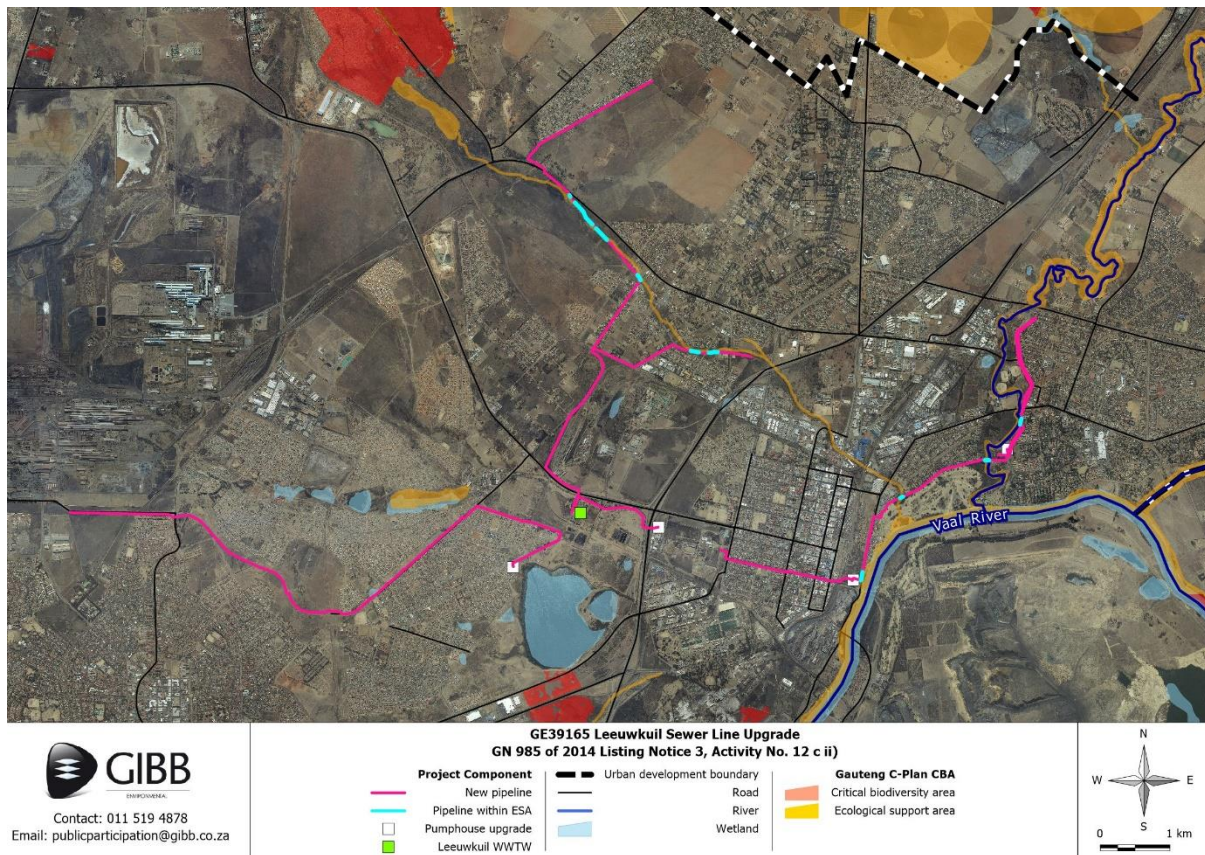 Vaal River
GIBB
ENVIRONMENTAL
Contact: 011 519 4878
Email: publicparticipation@gibb.co.za
GE39165 Leeuwkuil Sewer Line Upgrade
GN 985 of 2014 Listing Notice 3, Activity No. 12 c ii)
Project Component
New pipeline
Pipeline within ESA
Pumphouse upgrade
Leeuwkuil WWTW
Urban development boundary
Road
River
Wetland
Gauteng C-Plan CBA
Critical biodiversity area
Ecological support area
N
W E
S
0 1 km